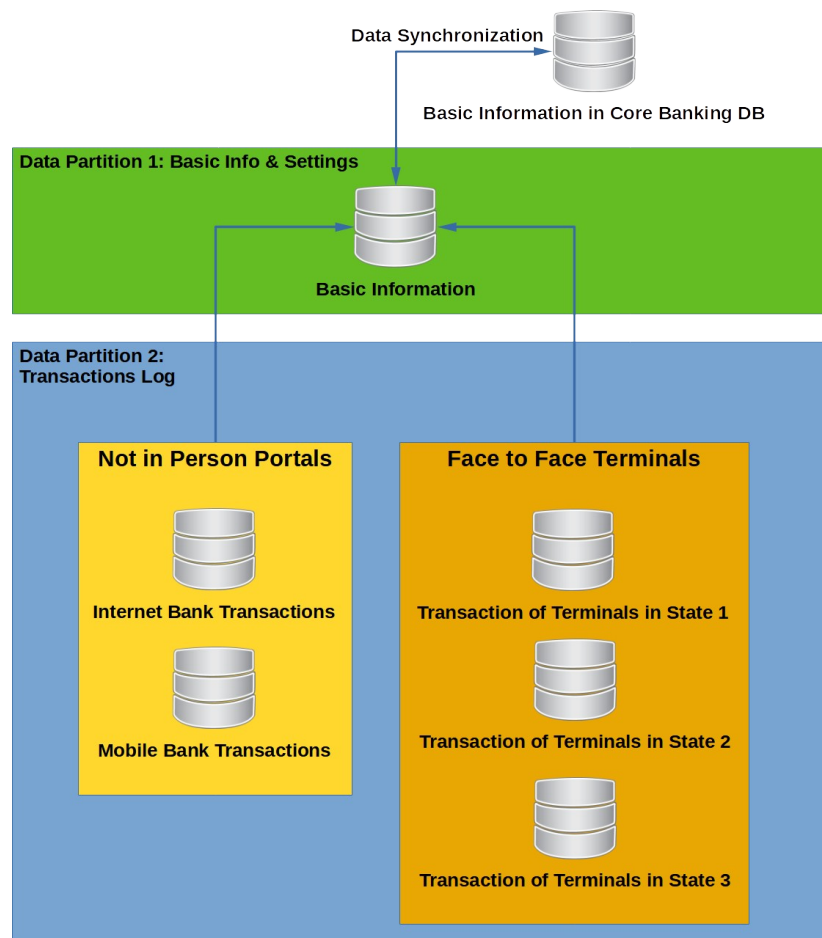 Data Synchronization
Basic Information in Core Banking DB
Data Partition 1: Basic Info & Settings
Basic Information
Data Partition 2:
Transactions Log
Not in Person Portals
Internet Bank Transactions
Mobile Bank Transactions
Face to Face Terminals
Transaction of Terminals in State 1
Transaction of Terminals in State 2
Transaction of Terminals in State 3